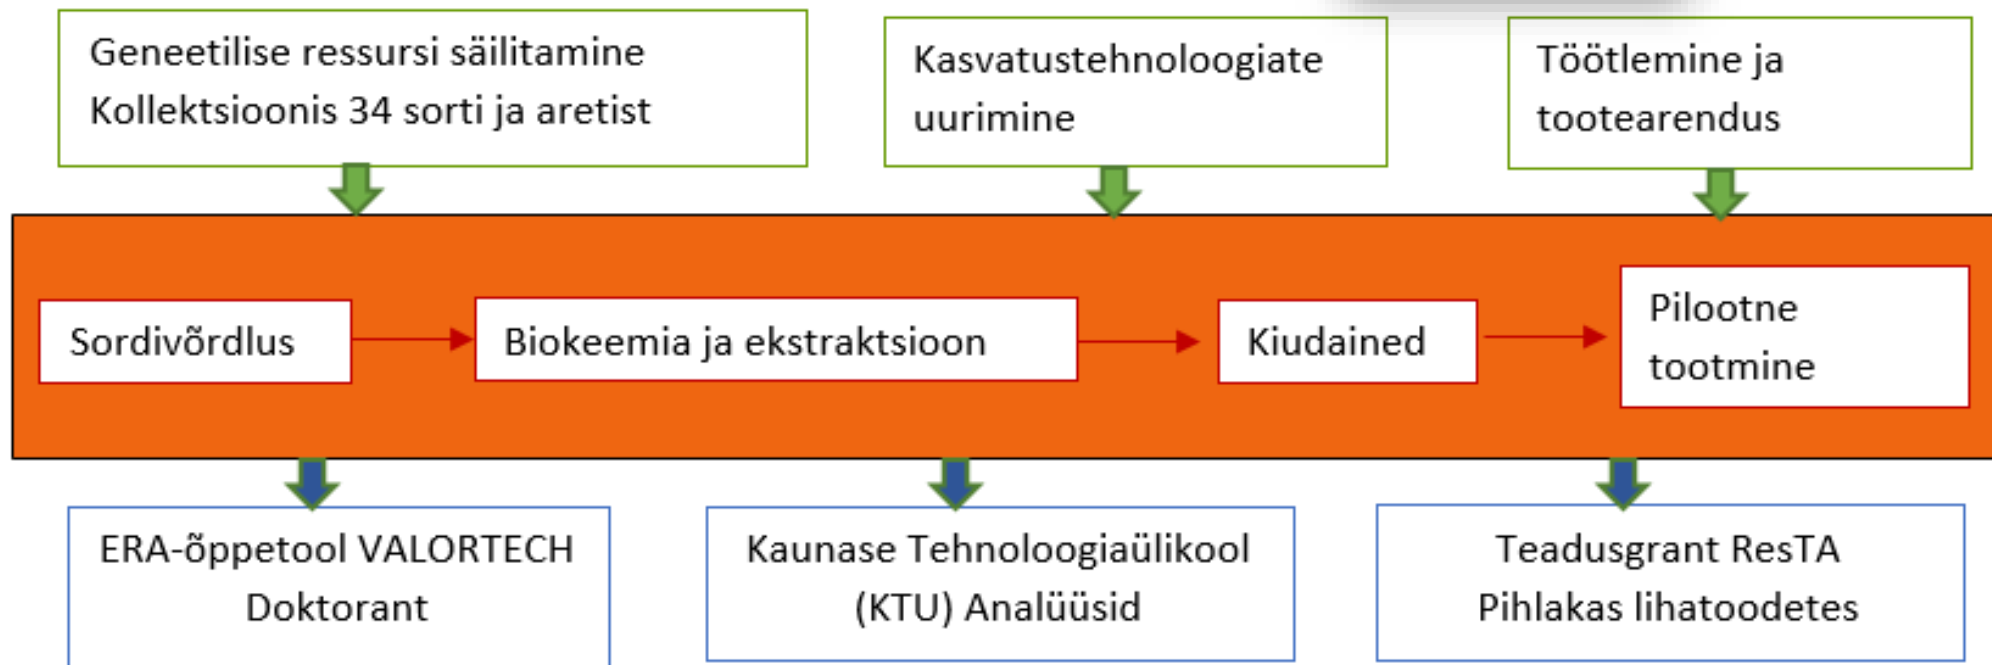 Geneetilise ressursi säilitamine
Kollektsioonis 34 sorti ja aretist
Kasvatustehnoloogiate
uurimine
Töötlemine ja
tootearendus
Sordivõrdlus
Biokeemia ja ekstraktsioon
Kiudained
Pilootne
tootmine
ERA-õppetool VALORTECH
Doktorant
Kaunase Tehnoloogiaülikool
(KTU) Analüüsid
Teadusgrant ResTA
Pihlakas lihatoodetes